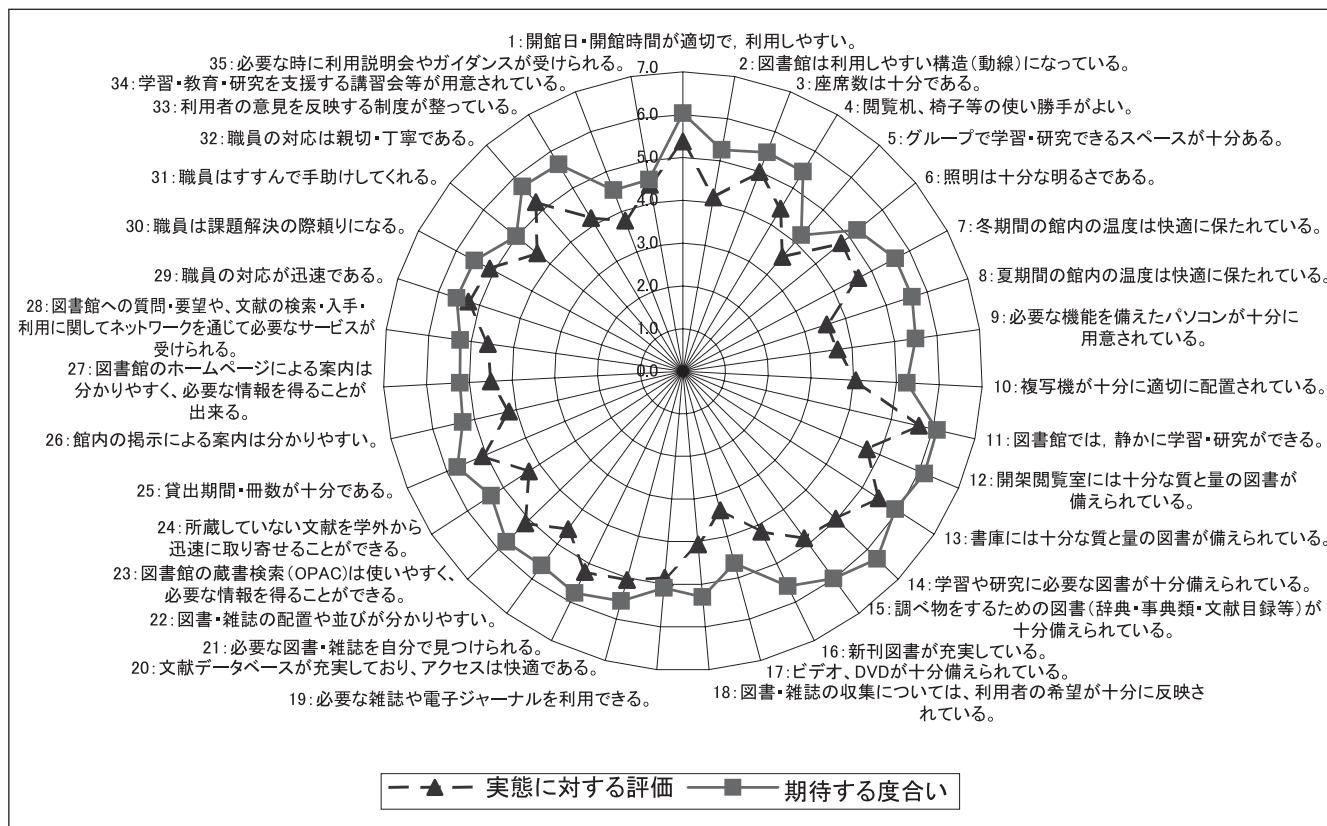 1:開館日・開館時間が適切で，利用しやすい。
35:必要な時に利用説明会やガイダンスが受けられる。
34:学習・教育・研究を支援する講習会等が用意されている。
33:利用者の意見を反映する制度が整っている。
32:職員の対応は親切・丁寧である。
31:職員はすすんで手助けしてくれる。
30:職員は課題解決の際頼りになる。
29:職員の対応が迅速である。
28:図書館への質問・要望や、文献の検索・入手・
利用に関してネットワークを通じて必要なサービスが
受けられる。
27:図書館のホームページによる案内は
分かりやすく、必要な情報を得ることが
出来る。
26:館内の掲示による案内は分かりやすい。
25:貸出期間・冊数が十分である。
24:所蔵していない文献を学外から
迅速に取り寄せることができる。
23:図書館の蔵書検索(OPAC)は使いやすく、
必要な情報を得ることができる。
22:図書・雑誌の配置や並びが分かりやすい。
21:必要な図書・雑誌を自分で見つけられる。
20:文献データベースが充実しており、アクセスは快適である。
19:必要な雑誌や電子ジャーナルを利用できる。
7.0
6.0
5.0
4.0
3.0
2.0
1.0
0.0
2:図書館は利用しやすい構造(動線)になっている。
3:座席数は十分である。
4:閲覧机、椅子等の使い勝手がよい。
5:グループで学習・研究できるスペースが十分ある。
6:照明は十分な明るさである。
7:冬期間の館内の温度は快適に保たれている。
8:夏期間の館内の温度は快適に保たれている。
9:必要な機能を備えたパソコンが十分に
用意されている。
10:複写機が十分に適切に配置されている。
11:図書館では，静かに学習・研究ができる。
12:開架閲覧室には十分な質と量の図書が
備えられている。
13:書庫には十分な質と量の図書が備えられている。
14:学習や研究に必要な図書が十分備えられている。
15:調べ物をするための図書(辞典・事典類・文献目録等)が
十分備えられている。
16:新刊図書が充実している。
17:ビデオ、DVDが十分備えられている。
18:図書・雑誌の収集については、利用者の希望が十分に反映さ
れている。
実態に対する評価
期待する度合い